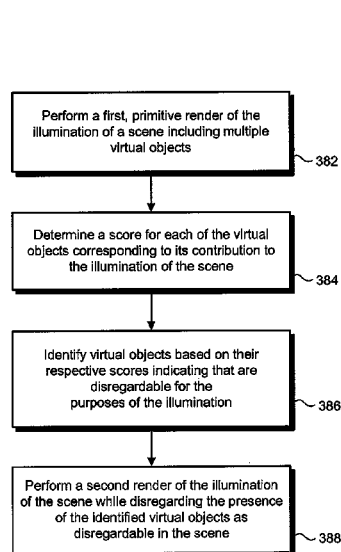 Perform a first, primitive render of the
illumination of a scene including multiple
virtual objects
382
Determine a score for each of the virtual
objects corresponding to its contribution to
the illumination of the scene
384
Identify virtual objects based on their
respective scores indicating that are
disregardable for the
purposes of the illumination
386
Perform a second render of the illumination
of the scene while disregarding the presence
of the identified virtual objects as
disregardable in the scene
388